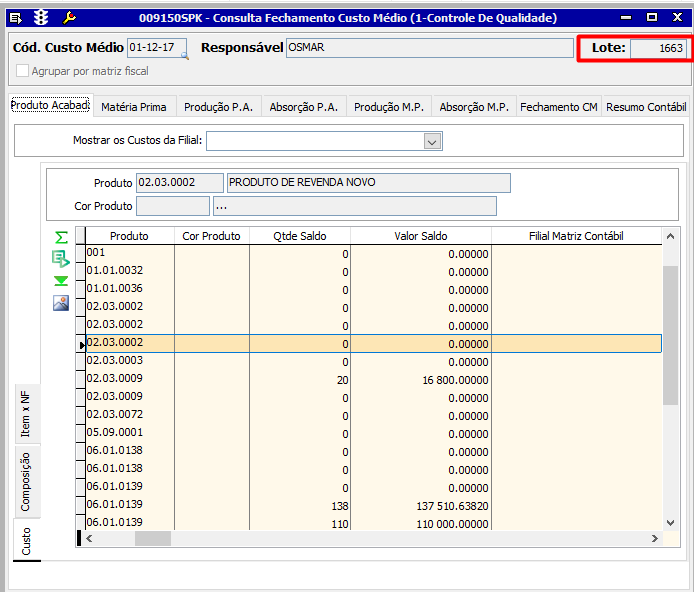 009150SPK - Consulta Fechamento Custo Médio (1-Controle De Qualidade)
Cód. Custo Médio 01-12-17 Responsável OSMAR Lote: 1663
Agrupar por matriz fiscal
Produto Acabad Matéria Prima Produção P.A. Absorção P.A. Produção M.P. Absorção M.P. Fechamento CM Resumo Contábil
Mostrar os Custos da Filial:
Produto 02.03.0002 PRODUTO DE REVENDA NOVO
Cor Produto ...
Produto Cor Produto Qtde Saldo Valor Saldo Filial Matriz Contábil
001 0 0.00000
01.01.0032 0 0.00000
01.01.0036 0 0.00000
02.03.0002 0 0.00000
02.03.0002 0 0.00000
02.03.0002 0 0.00000
02.03.0003 0 0.00000
02.03.0009 20 16 800.00000
02.03.0009 0 0.00000
02.03.0072 0 0.00000
05.09.0001 0 0.00000
06.01.0138 0 0.00000
06.01.0138 0 0.00000
06.01.0139 0 0.00000
06.01.0139 138 137 510.63820
06.01.0139 110 110 000.00000
Item x NF
Composição
Custo